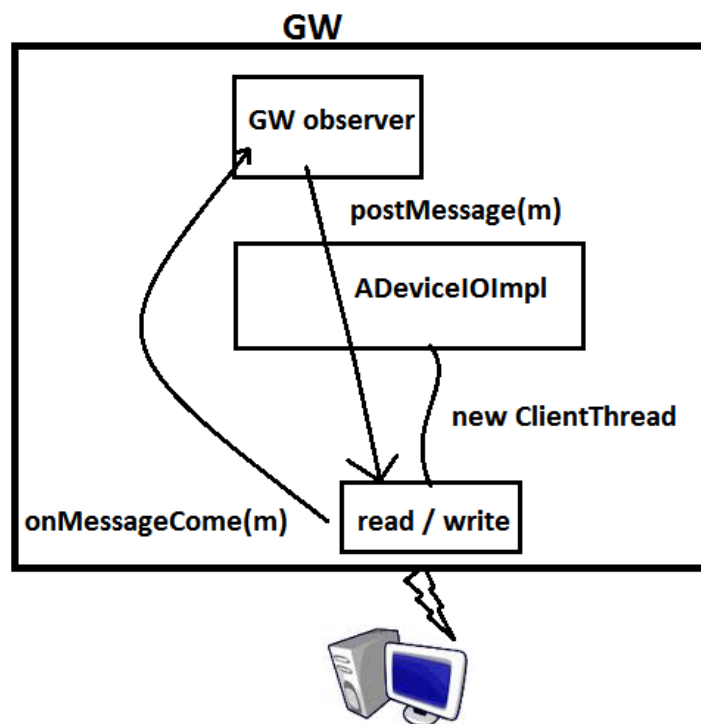 GW
GW observer
postMessage(m)
ADeviceIOImpl
new ClientThread
onMessageCome(m)
read / write